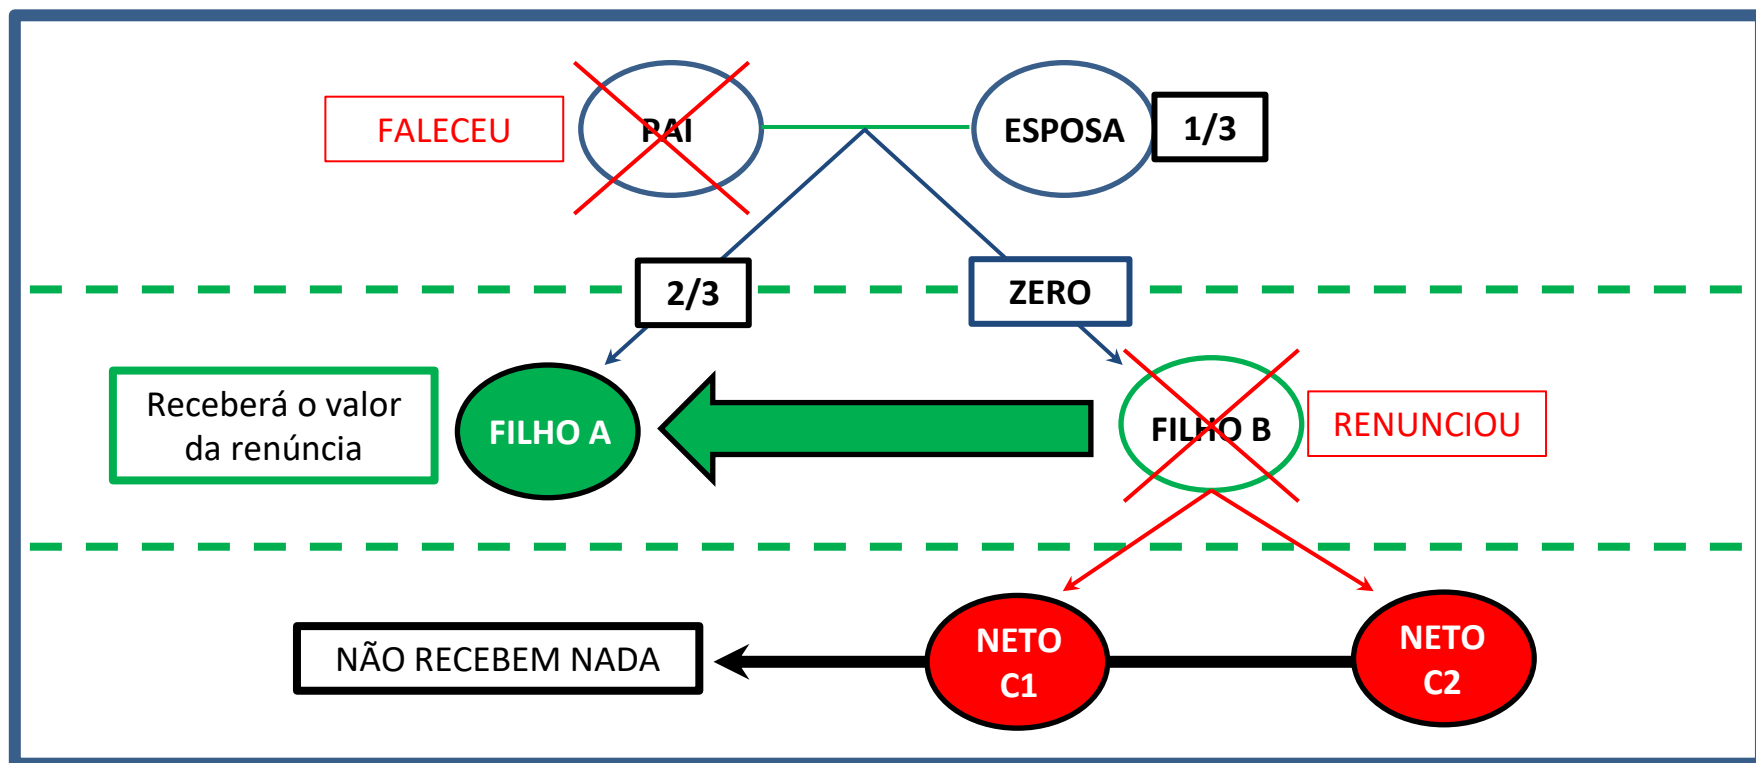 FALECEU
PAI
ESPOSA
1/3
2/3
ZERO
Receberá o valor
da renúncia
FILHO A
FILHO B
RENUNCIOU
NÃO RECEBEM NADA
NETO
C1
NETO
C2